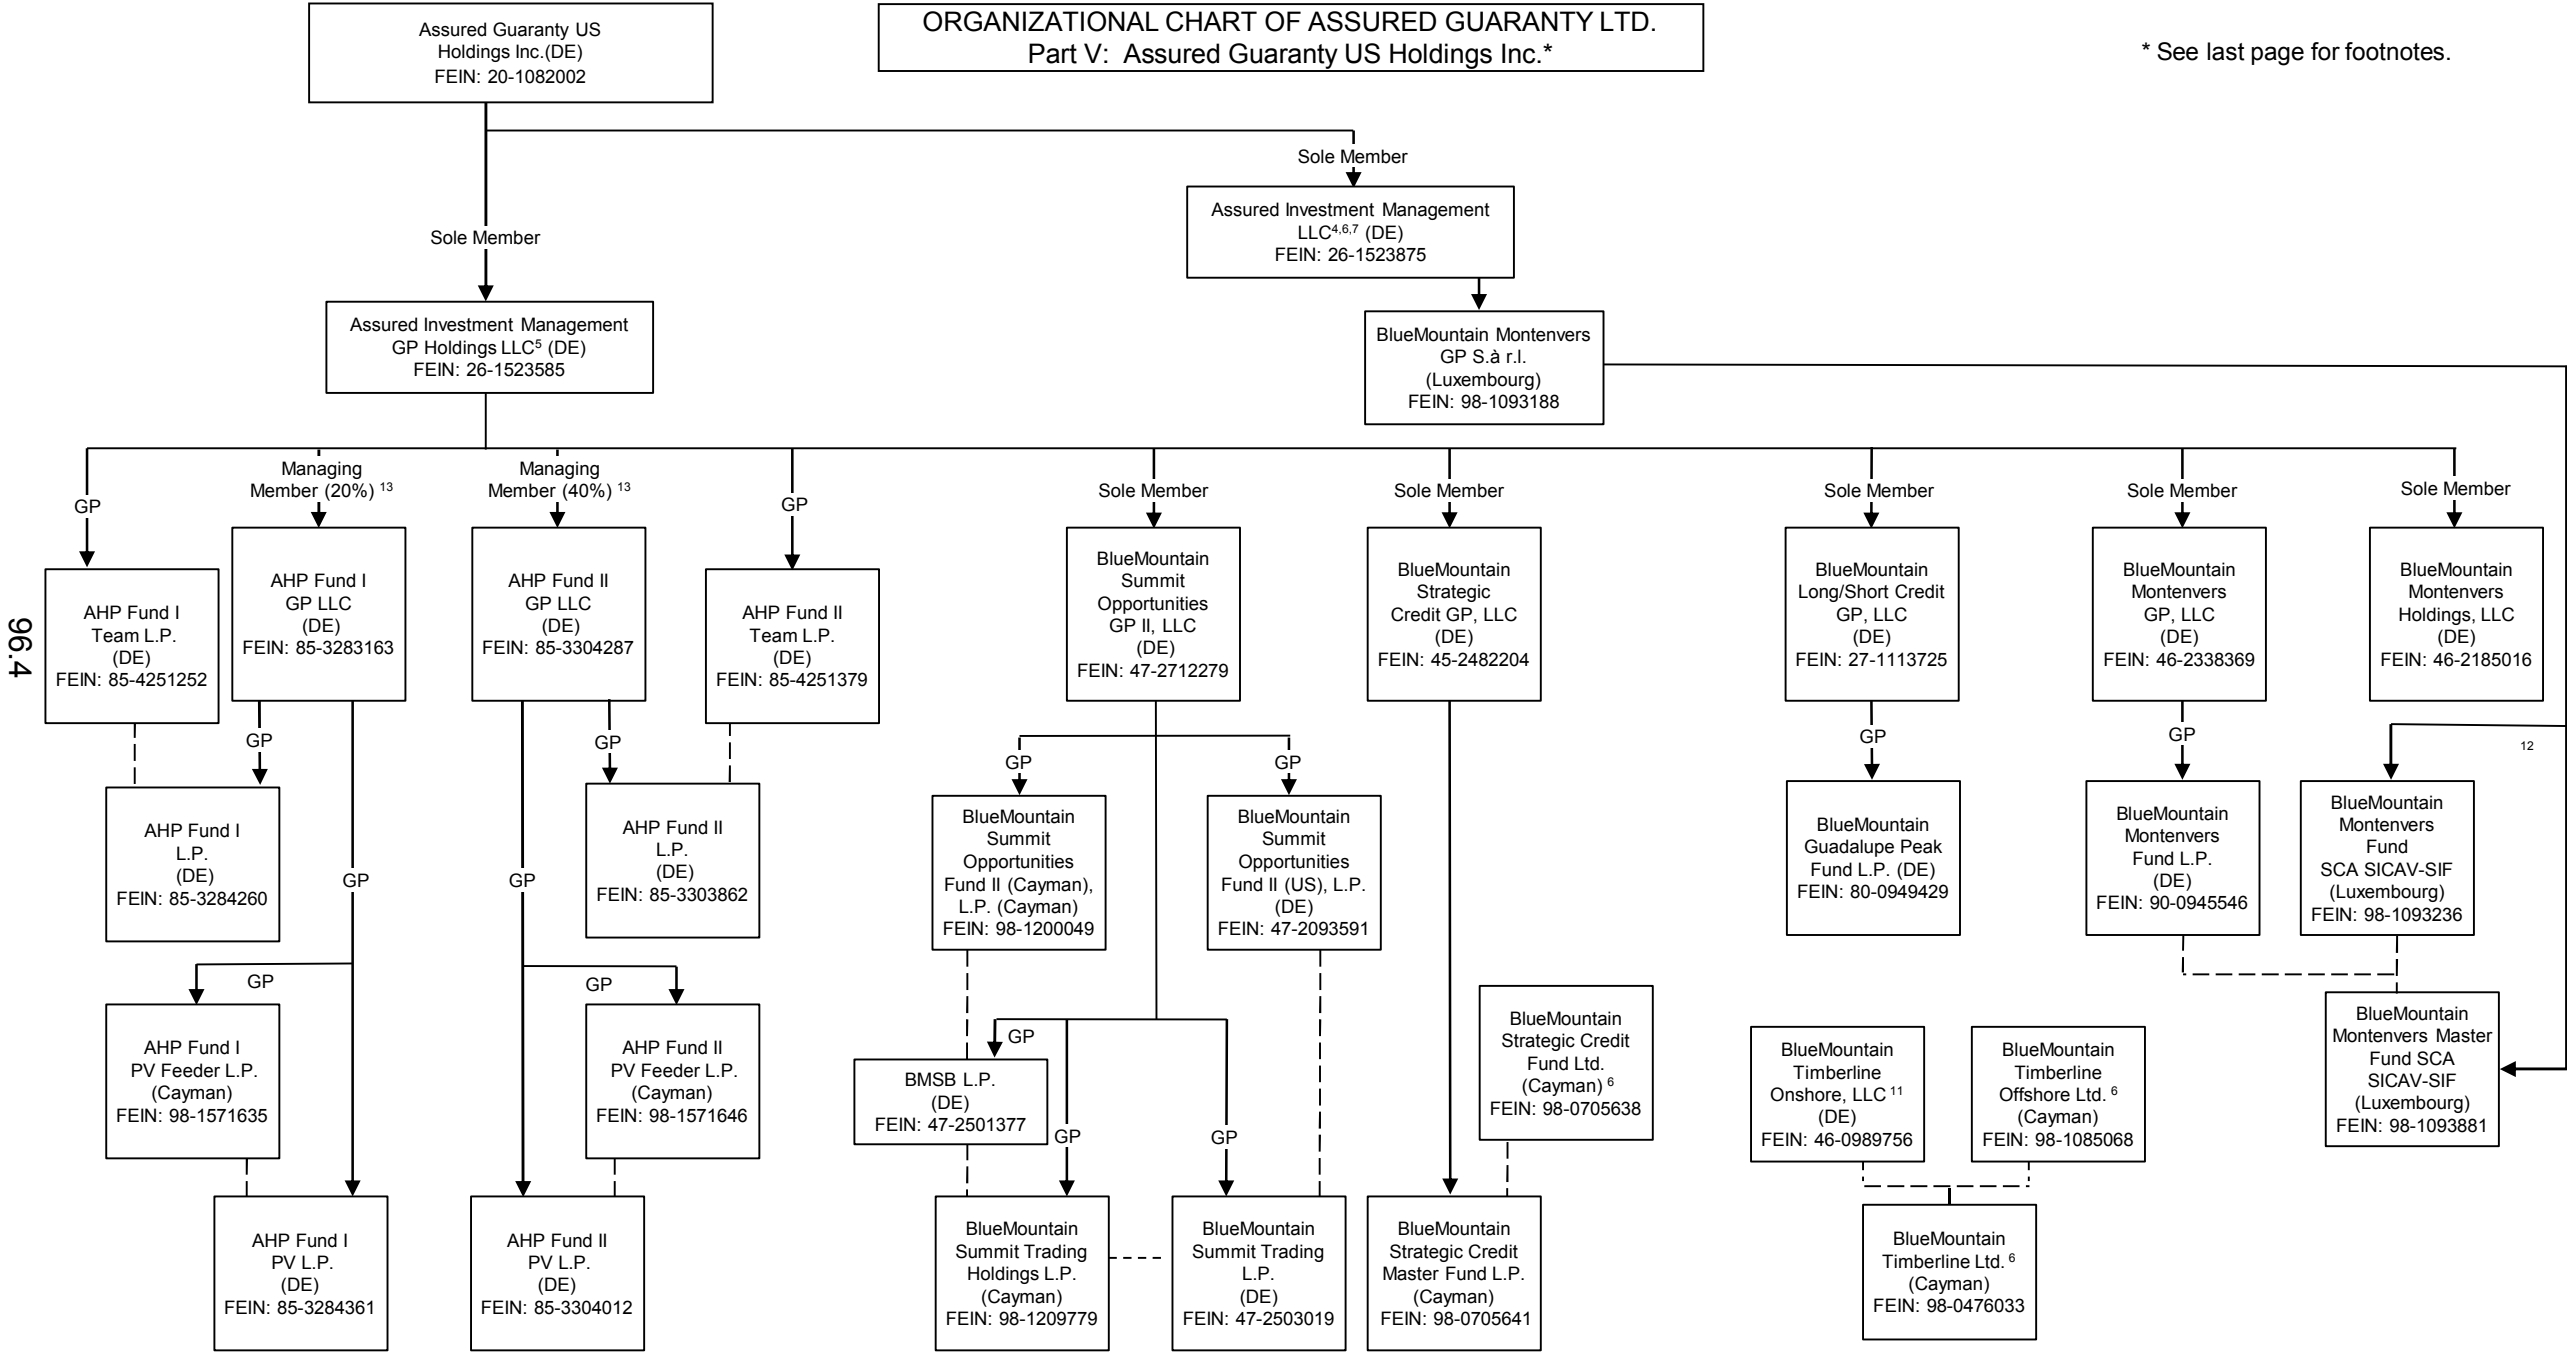 Assured Guaranty US
Holdings Inc.(DE)
FEIN: 20-1082002
ORGANIZATIONAL CHART OF ASSURED GUARANTY LTD.
Part V: Assured Guaranty US Holdings Inc.*
* See last page for footnotes.
Sole Member
Assured Investment Management
LLC4,6,7 (DE)
FEIN: 26-1523875
Sole Member
Assured Investment Management
GP Holdings LLC5 (DE)
FEIN: 26-1523585
BlueMountain Montenvers
GP S.à r.l.
(Luxembourg)
FEIN: 98-1093188
GP
Managing
Member (20%) 13
Managing
Member (40%) 13
GP
Sole Member
Sole Member
Sole Member
Sole Member
Sole Member
AHP Fund I
Team L.P.
(DE)
FEIN: 85-4251252
AHP Fund I
GP LLC
(DE)
FEIN: 85-3283163
AHP Fund II
GP LLC
(DE)
FEIN: 85-3304287
AHP Fund II
Team L.P.
(DE)
FEIN: 85-4251379
BlueMountain
Summit
Opportunities
GP II, LLC
(DE)
FEIN: 47-2712279
BlueMountain
Strategic
Credit GP, LLC
(DE)
FEIN: 45-2482204
BlueMountain
Long/Short Credit
GP, LLC
(DE)
FEIN: 27-1113725
BlueMountain
Montenvers
GP, LLC
(DE)
FEIN: 46-2338369
BlueMountain
Montenvers
Holdings, LLC
(DE)
FEIN: 46-2185016
96.4
GP
GP
GP
GP
GP
GP
12
AHP Fund I
L.P.
(DE)
FEIN: 85-3284260
GP
GP
AHP Fund II
L.P.
(DE)
FEIN: 85-3303862
BlueMountain
Summit
Opportunities
Fund II (Cayman),
L.P. (Cayman)
FEIN: 98-1200049
BlueMountain
Summit
Opportunities
Fund II (US), L.P.
(DE)
FEIN: 47-2093591
BlueMountain
Guadalupe Peak
Fund L.P. (DE)
FEIN: 80-0949429
BlueMountain
Montenvers
Fund L.P.
(DE)
FEIN: 90-0945546
BlueMountain
Montenvers
Fund
SCA SICAV-SIF
(Luxembourg)
FEIN: 98-1093236
GP
GP
AHP Fund I
PV Feeder L.P.
(Cayman)
FEIN: 98-1571635
AHP Fund II
PV Feeder L.P.
(Cayman)
FEIN: 98-1571646
GP
BMSB L.P.
(DE)
FEIN: 47-2501377
GP
GP
BlueMountain
Strategic Credit
Fund Ltd.
(Cayman) 6
FEIN: 98-0705638
BlueMountain
Timberline
Onshore, LLC 11
(DE)
FEIN: 46-0989756
BlueMountain
Timberline
Offshore Ltd. 6
(Cayman)
FEIN: 98-1085068
BlueMountain
Montenvers Master
Fund SCA
SICAV-SIF
(Luxembourg)
FEIN: 98-1093881
AHP Fund I
PV L.P.
(DE)
FEIN: 85-3284361
AHP Fund II
PV L.P.
(DE)
FEIN: 85-3304012
BlueMountain
Summit Trading
Holdings L.P.
(Cayman)
FEIN: 98-1209779
BlueMountain
Summit Trading
L.P.
(DE)
FEIN: 47-2503019
BlueMountain
Strategic Credit
Master Fund L.P.
(Cayman)
FEIN: 98-0705641
BlueMountain
Timberline Ltd. 6
(Cayman)
FEIN: 98-0476033